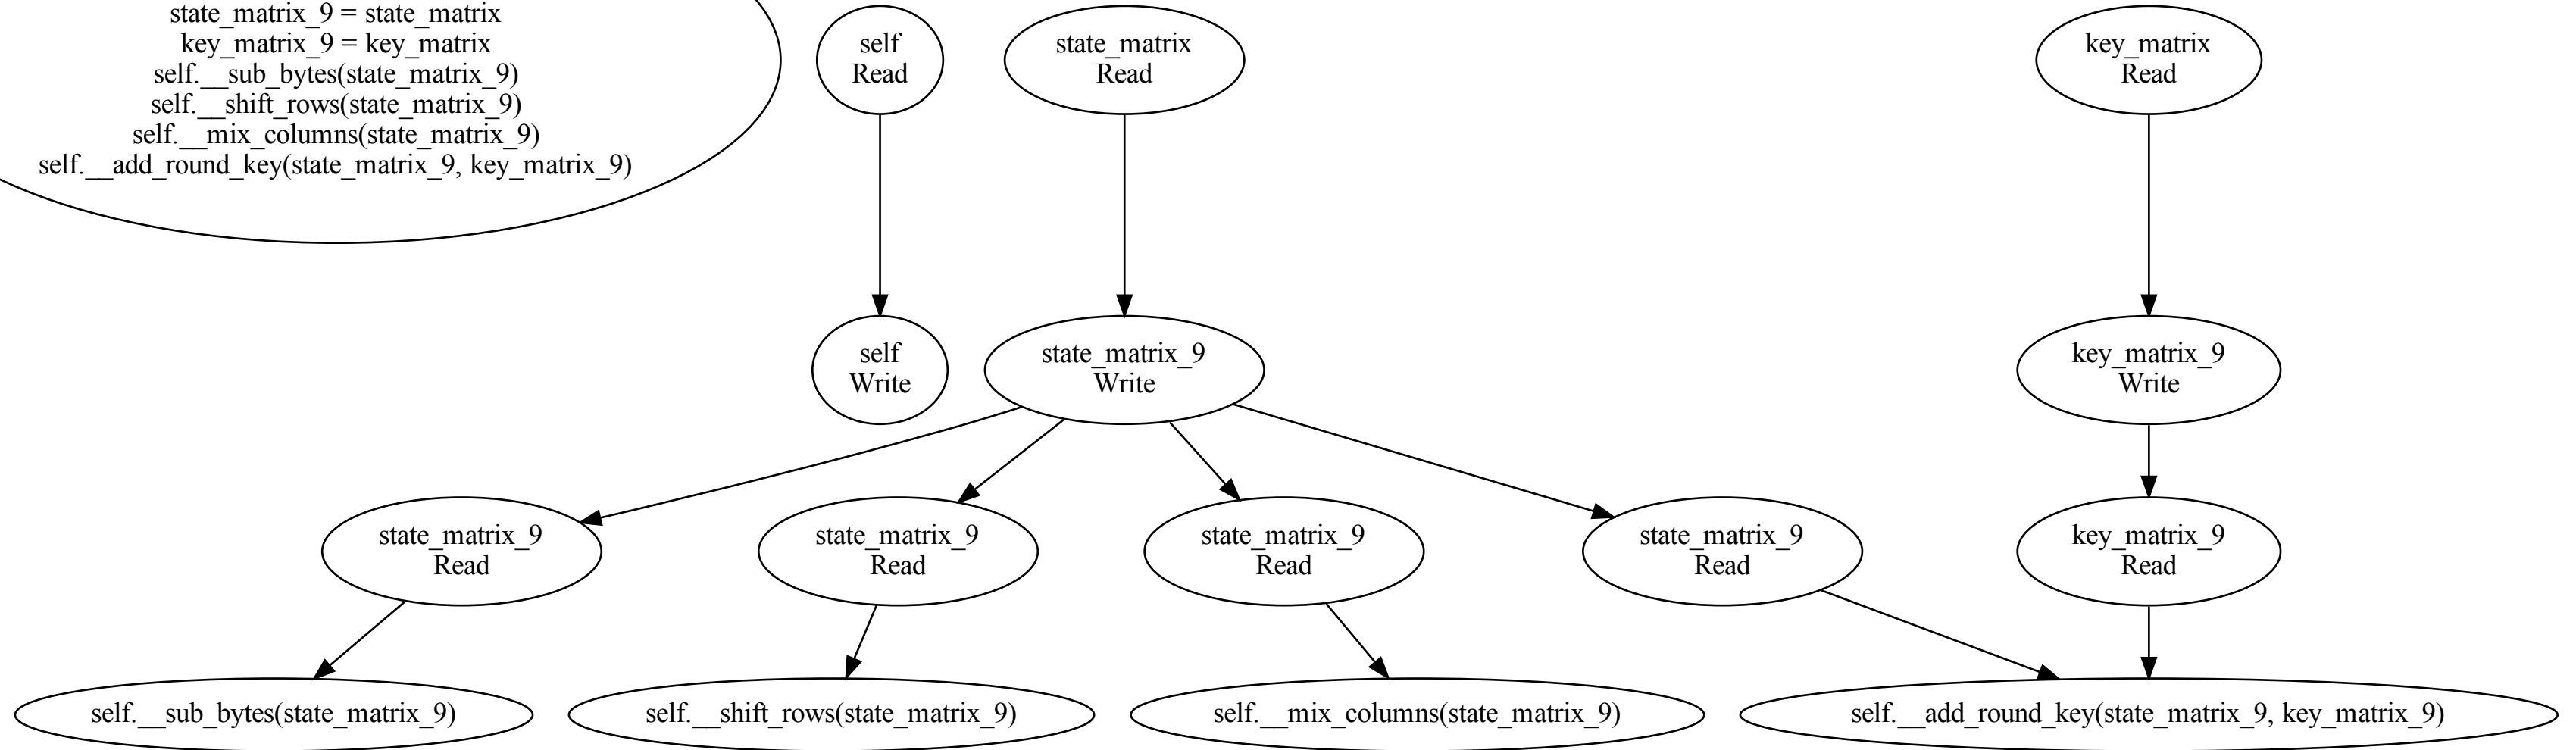 state_matrix_9 = state_matrix
key_matrix_9 = key_matrix
self.__sub_bytes(state_matrix_9)
self.__shift_rows(state_matrix_9)
self.__mix_columns(state_matrix_9)
self.__add_round_key(state_matrix_9, key_matrix_9)
self
Read
state_matrix
Read
key_matrix
Read
self
Write
state_matrix_9
Write
key_matrix_9
Write
state_matrix_9
Read
state_matrix_9
Read
state_matrix_9
Read
state_matrix_9
Read
key_matrix_9
Read
self.__sub_bytes(state_matrix_9)
self.__shift_rows(state_matrix_9)
self.__mix_columns(state_matrix_9)
self.__add_round_key(state_matrix_9, key_matrix_9)